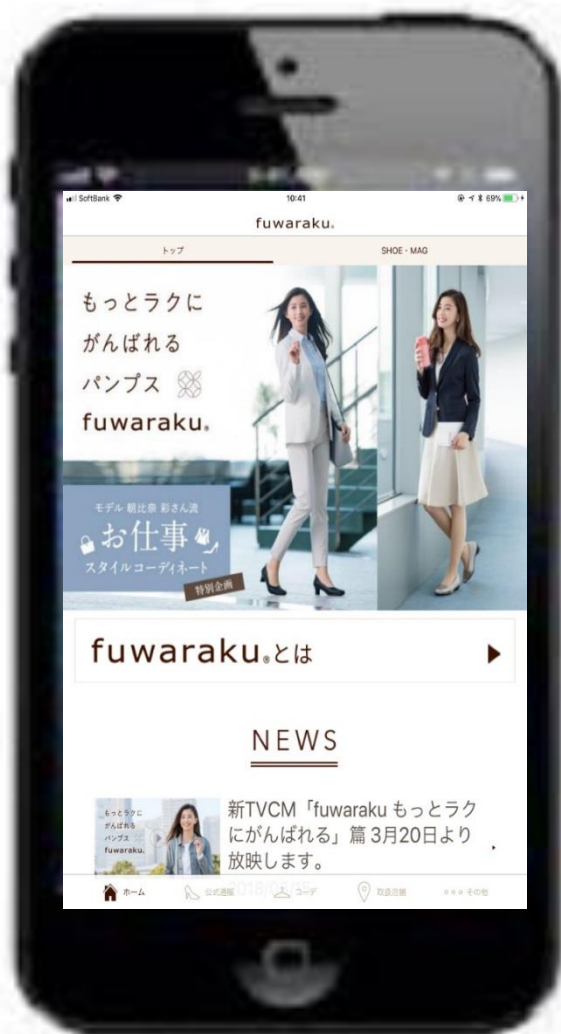 SoftBank
10:41
69%
fuwaraku®
トップ
SHOE・MAG
もっとラクに
がんばれる
パンプス
fuwaraku®
モデル 朝比奈 彩さん流
お仕事
スタイルコーディネート
特別企画
fuwaraku®とは
NEWS
もっとラクに
がんばれる
パンプス
fuwaraku®
新TVCM「fuwaraku もっとラク
にがんばれる」篇 3月20日より
放映します。
ホーム
公式通販
コーデ
取扱店舗
その他